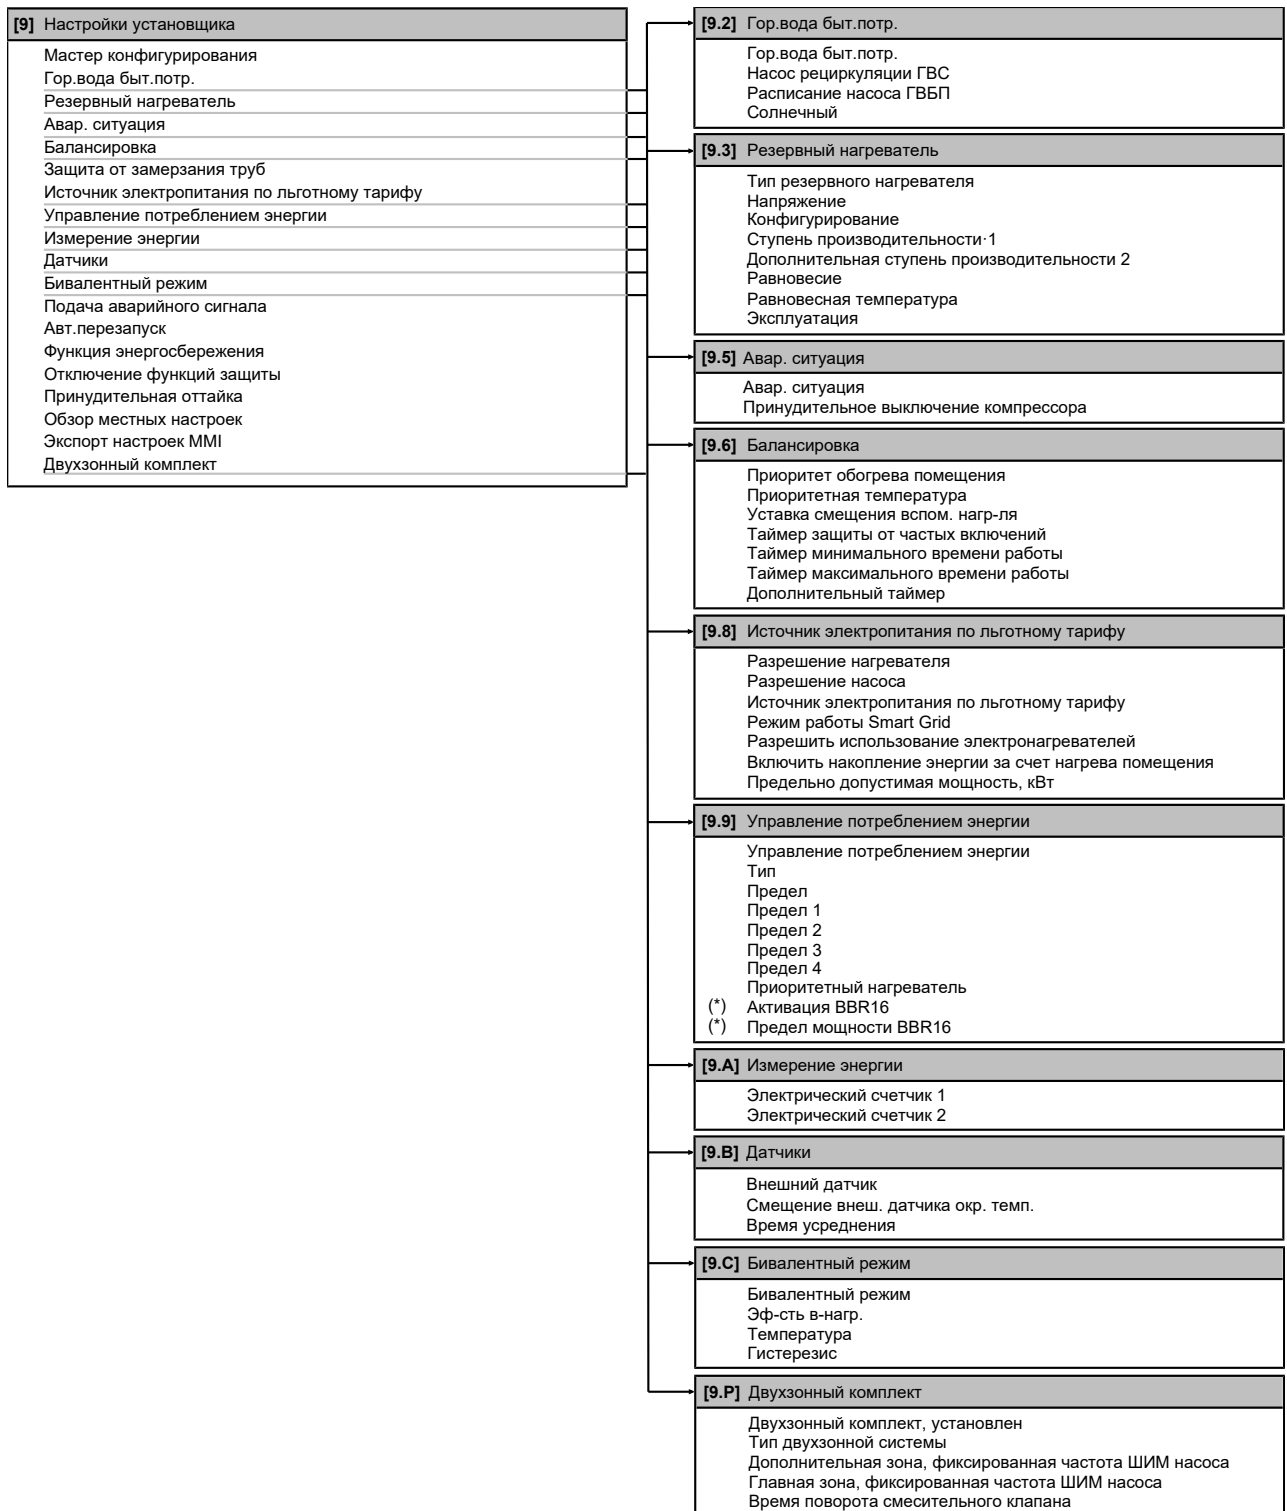 [9] Настройки установщика
Мастер конфигурирования
Гор.вода быт.потр.
Резервный нагреватель
Авар. ситуация
Балансировка
Защита от замерзания труб
Источник электропитания по льготному тарифу
Управление потреблением энергии
Измерение энергии
Датчики
Бивалентный режим
Подача аварийного сигнала
Авт.перезапуск
Функция энергосбережения
Отключение функций защиты
Принудительная оттайка
Обзор местных настроек
Экспорт настроек MMI
Двухзонный комплект
[9.2] Гор.вода быт.потр.
Гор.вода быт.потр.
Насос рециркуляции ГВС
Расписание насоса ГВБП
Солнечный
[9.3] Резервный нагреватель
Тип резервного нагревателя
Напряжение
Конфигурирование
Ступень производительности·1
Дополнительная ступень производительности 2
Равновесие
Равновесная температура
Эксплуатация
[9.5] Авар. ситуация
Авар. ситуация
Принудительное выключение компрессора
[9.6] Балансировка
Приоритет обогрева помещения
Приоритетная температура
Уставка смещения вспом. нагр-ля
Таймер защиты от частых включений
Таймер минимального времени работы
Таймер максимального времени работы
Дополнительный таймер
[9.8] Источник электропитания по льготному тарифу
Разрешение нагревателя
Разрешение насоса
Источник электропитания по льготному тарифу
Режим работы Smart Grid
Разрешить использование электронагревателей
Включить накопление энергии за счет нагрева помещения
Предельно допустимая мощность, кВт
[9.9] Управление потреблением энергии
Управление потреблением энергии
Тип
Предел
Предел 1
Предел 2
Предел 3
Предел 4
Приоритетный нагреватель
(*) Активация BBR16
(*) Предел мощности BBR16
[9.A] Измерение энергии
Электрический счетчик 1
Электрический счетчик 2
[9.B] Датчики
Внешний датчик
Смещение внеш. датчика окр. темп.
Время усреднения
[9.C] Бивалентный режим
Бивалентный режим
Эф-сть в-нагр.
Температура
Гистерезис
[9.P] Двухзонный комплект
Двухзонный комплект, установлен
Тип двухзонной системы
Дополнительная зона, фиксированная частота ШИМ насоса
Главная зона, фиксированная частота ШИМ насоса
Время поворота смесительного клапана